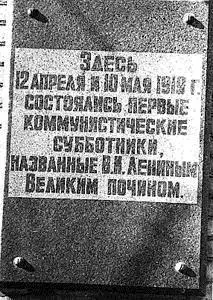 Здесь
12 апреля и 10 мая 1919 г.
состоялись первые
коммунистические
субботники,
названные В.И. Лениным
Великим почином.